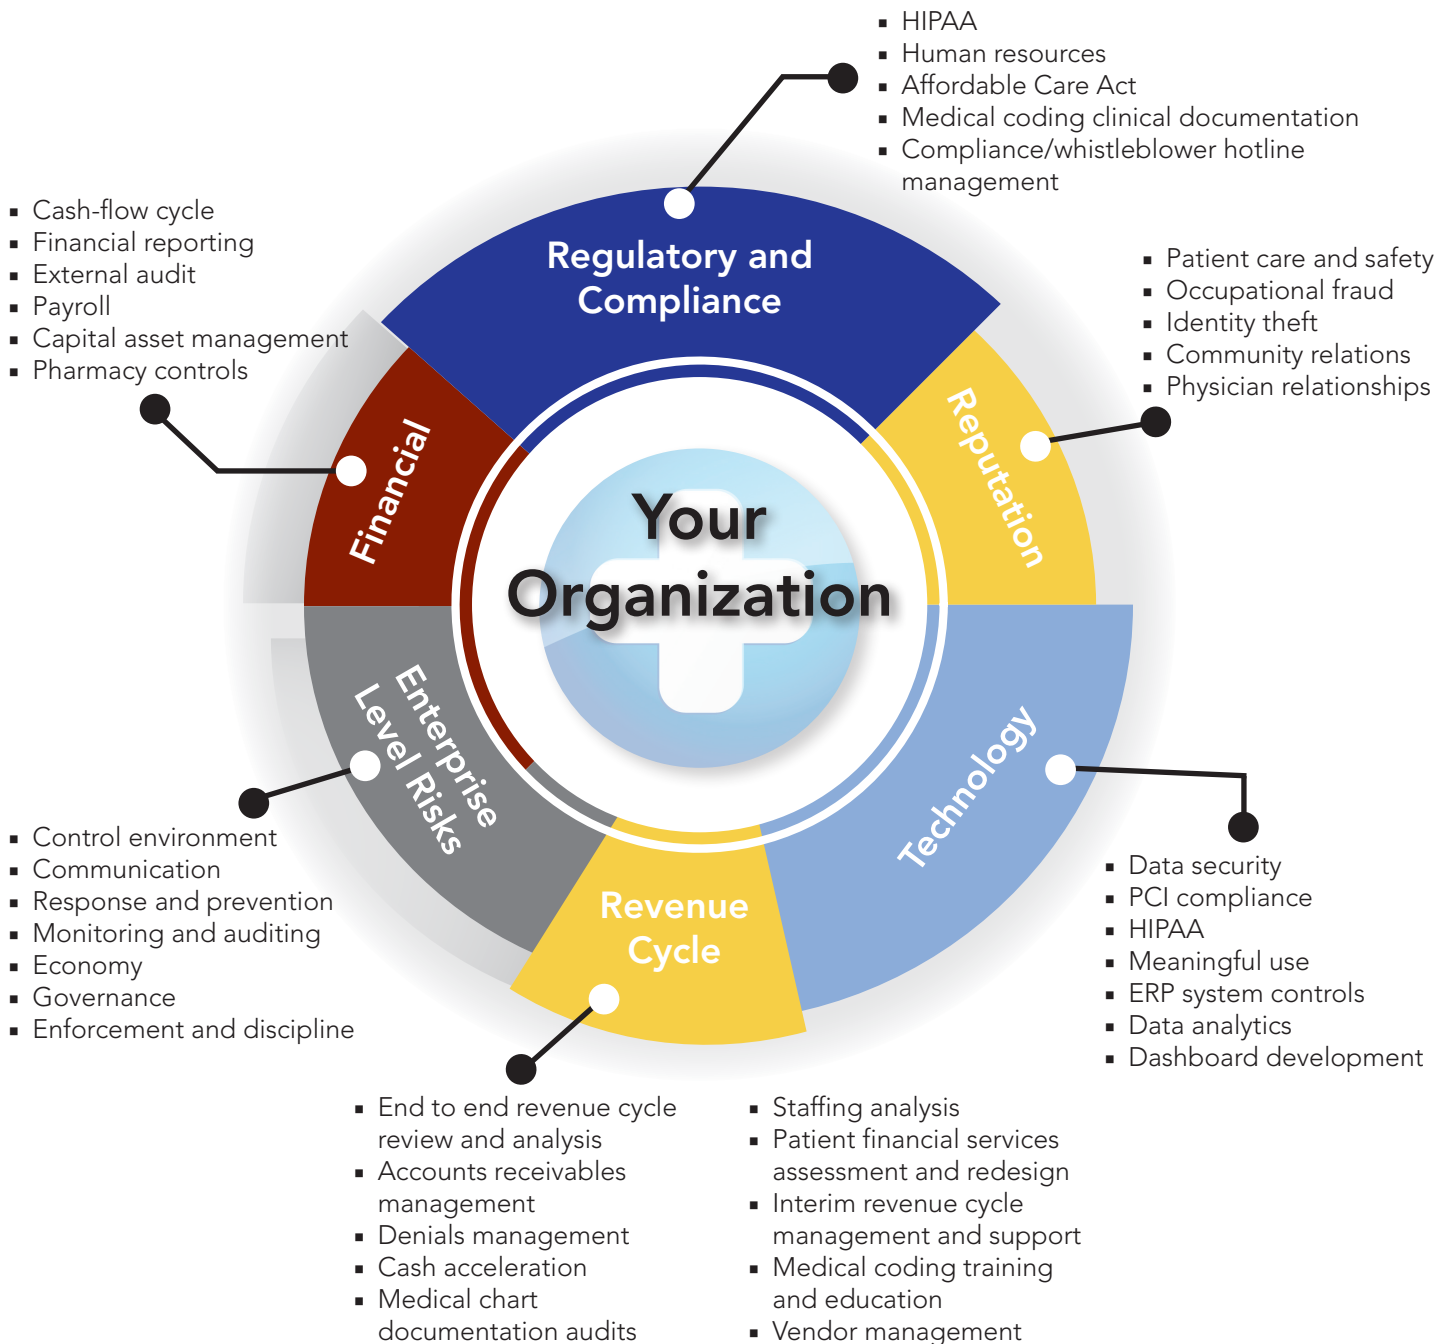 ▪ HIPAA
▪ Human resources
▪ Affordable Care Act
▪ Medical coding clinical documentation
▪ Compliance/whistleblower hotline
management
▪ Cash-flow cycle
▪ Financial reporting
▪ External audit
▪ Payroll
▪ Capital asset management
▪ Pharmacy controls
Regulatory and
Compliance
▪ Patient care and safety
▪ Occupational fraud
▪ Identity theft
▪ Community relations
▪ Physician relationships
Financial
Reputation
Your
Organization
Enterprise
Level Risks
Technology
Revenue
Cycle
▪ Control environment
▪ Communication
▪ Response and prevention
▪ Monitoring and auditing
▪ Economy
▪ Governance
▪ Enforcement and discipline
▪ Data security
▪ PCI compliance
▪ HIPAA
▪ Meaningful use
▪ ERP system controls
▪ Data analytics
▪ Dashboard development
▪ End to end revenue cycle
review and analysis
▪ Accounts receivables
management
▪ Denials management
▪ Cash acceleration
▪ Medical chart
documentation audits
▪ Staffing analysis
▪ Patient financial services
assessment and redesign
▪ Interim revenue cycle
management and support
▪ Medical coding training
and education
▪ Vendor management